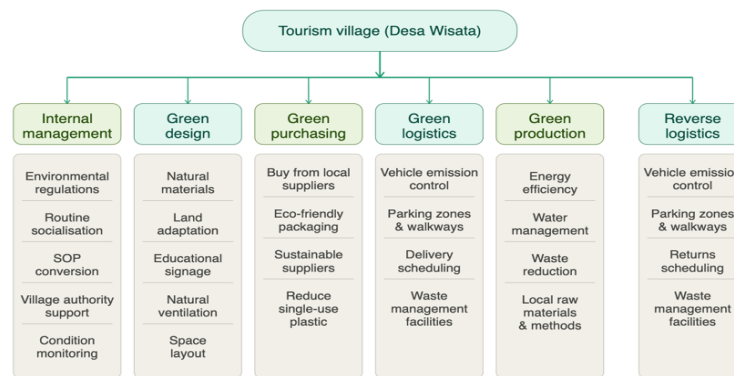 Tourism village (Desa Wisata)
Internal
management
Green
design
Green
purchasing
Green
logistics
Green
production
Reverse
logistics
Environmental
regulations
Routine
socialisation
SOP
conversion
Village authority
support
Condition
monitoring
Natural
materials
Land
adaptation
Educational
signage
Natural
ventilation
Space
layout
Buy from local
suppliers
Eco-friendly
packaging
Sustainable
suppliers
Reduce
single-use
plastic
Vehicle emission
control
Parking zones
& walkways
Delivery
scheduling
Waste
management
facilities
Energy
efficiency
Water
management
Waste
reduction
Local raw
materials
& methods
Vehicle emissio
control
Parking zones
& walkways
Returns
scheduling
Waste
management
facilities